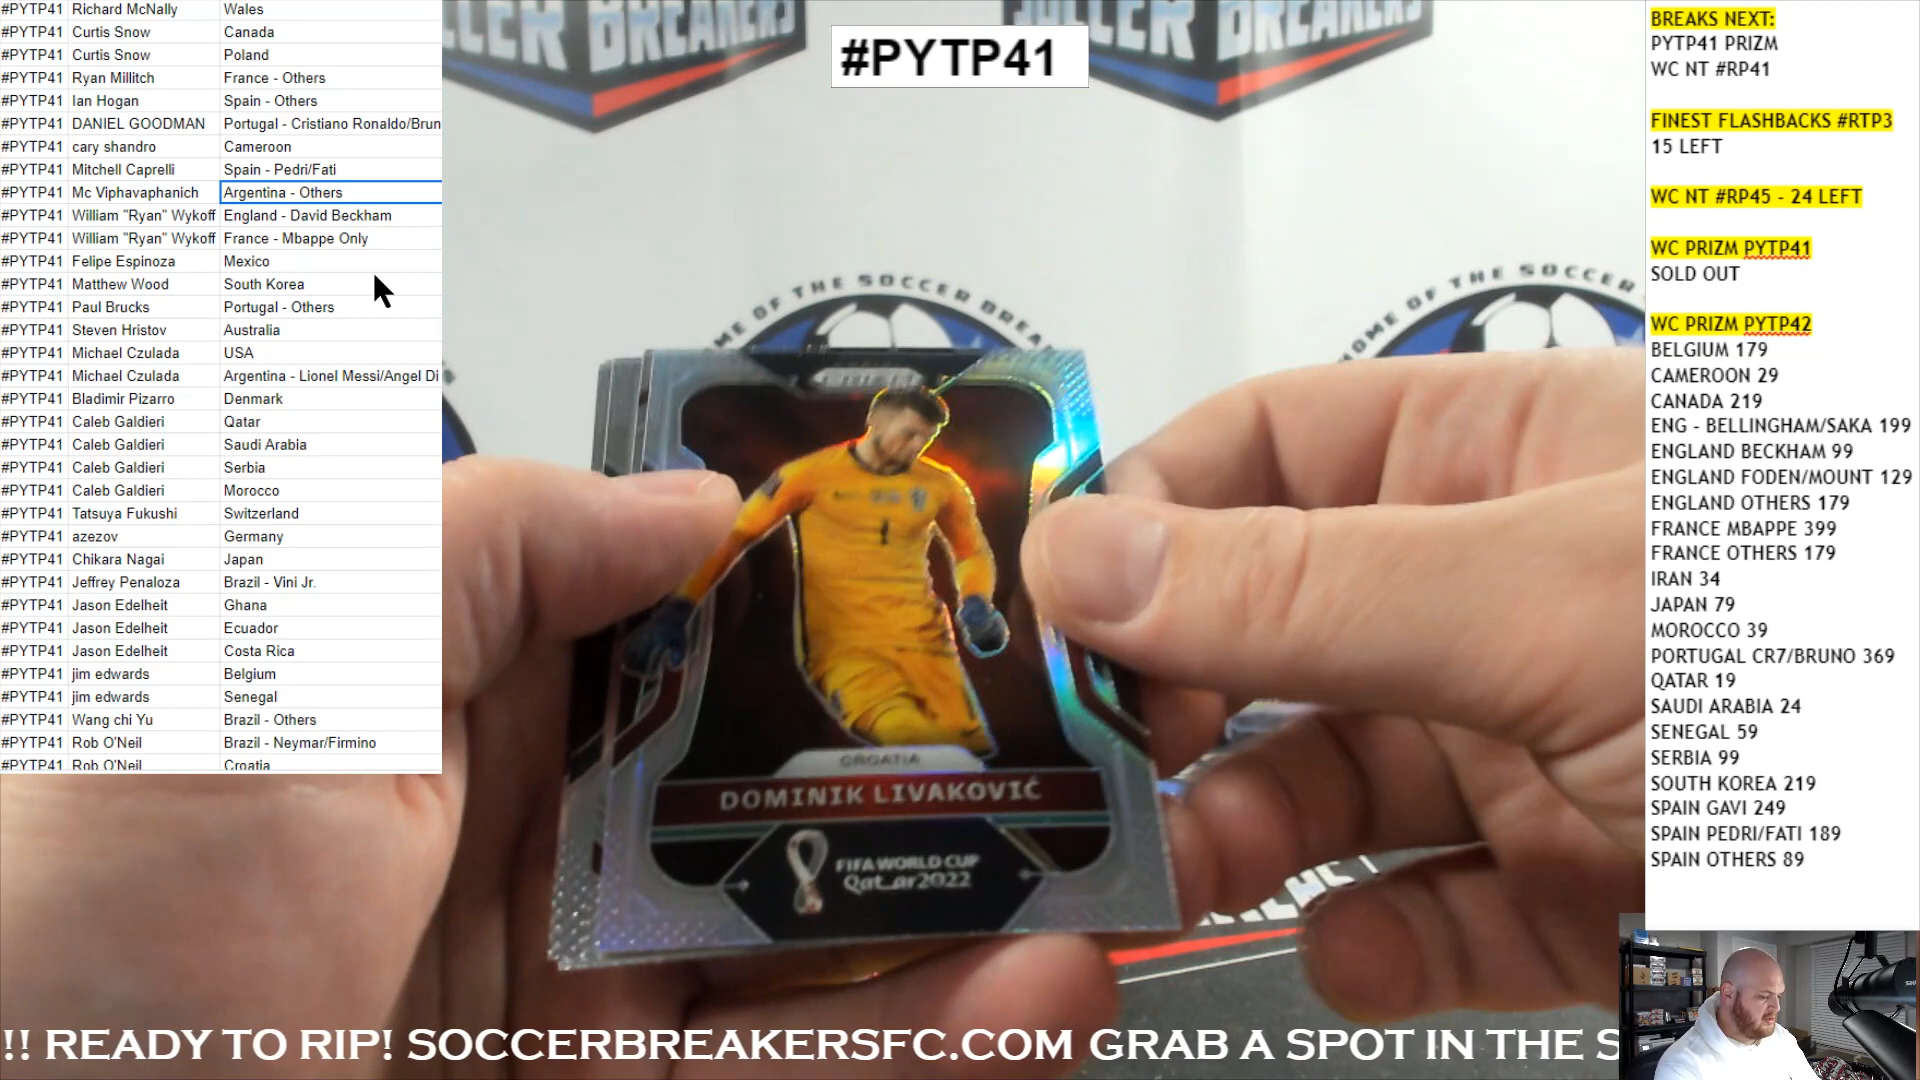 #PYTP41 Richard McNally Wales
#PYTP41 Curtis Snow Canada
#PYTP41 Curtis Snow Poland
#PYTP41 Ryan Millitch France - Others
#PYTP41 Ian Hogan Spain - Others
#PYTP41 DANIEL GOODMAN Portugal - Cristiano Ronaldo/Brun
#PYTP41 cary shandro Cameroon
#PYTP41 Mitchell Caprelli Spain - Pedri/Fati
#PYTP41 Mc Viphavaphanich Argentina - Others
#PYTP41 William "Ryan" Wykoff England - David Beckham
#PYTP41 William "Ryan" Wykoff France - Mbappe Only
#PYTP41 Felipe Espinoza Mexico
#PYTP41 Matthew Wood South Korea
#PYTP41 Paul Brucks Portugal - Others
#PYTP41 Steven Hristov Australia
#PYTP41 Michael Czulada USA
#PYTP41 Michael Czulada Argentina - Lionel Messi/Angel Di
#PYTP41 Bladimir Pizarro Denmark
#PYTP41 Caleb Galdieri Qatar
#PYTP41 Caleb Galdieri Saudi Arabia
#PYTP41 Caleb Galdieri Serbia
#PYTP41 Caleb Galdieri Morocco
#PYTP41 Tatsuya Fukushi Switzerland
#PYTP41 azezov Germany
#PYTP41 Chikara Nagai Japan
#PYTP41 Jeffrey Penaloza Brazil - Vini Jr.
#PYTP41 Jason Edelheit Ghana
#PYTP41 Jason Edelheit Ecuador
#PYTP41 Jason Edelheit Costa Rica
#PYTP41 jim edwards Belgium
#PYTP41 jim edwards Senegal
#PYTP41 Wang chi Yu Brazil - Others
#PYTP41 Rob O'Neil Brazil - Neymar/Firmino
#PYTP41 Rob O'Neil Croatia
#PYTP41
SOCCER BREAKERS
HOME OF THE SOCCER BREA
HOME OF THE SOCCER
1
CROATIA
DOMINIK LIVAKOVIĆ
FIFA WORLD CUP
Qatar2022
BREAKS NEXT:
PYTP41 PRIZM
WC NT #RP41
FINEST FLASHBACKS #RTP3
15 LEFT
WC NT #RP45 - 24 LEFT
WC PRIZM PYTP41
SOLD OUT
WC PRIZM PYTP42
BELGIUM 179
CAMEROON 29
CANADA 219
ENG - BELLINGHAM/SAKA 199
ENGLAND BECKHAM 99
ENGLAND FODEN/MOUNT 129
ENGLAND OTHERS 179
FRANCE MBAPPE 399
FRANCE OTHERS 179
IRAN 34
JAPAN 79
MOROCCO 39
PORTUGAL CR7/BRUNO 369
QATAR 19
SAUDI ARABIA 24
SENEGAL 59
SERBIA 99
SOUTH KOREA 219
SPAIN GAVI 249
SPAIN PEDRI/FATI 189
SPAIN OTHERS 89
!! READY TO RIP! SOCCERBREAKERSFC.COM GRAB A SPOT IN THE S